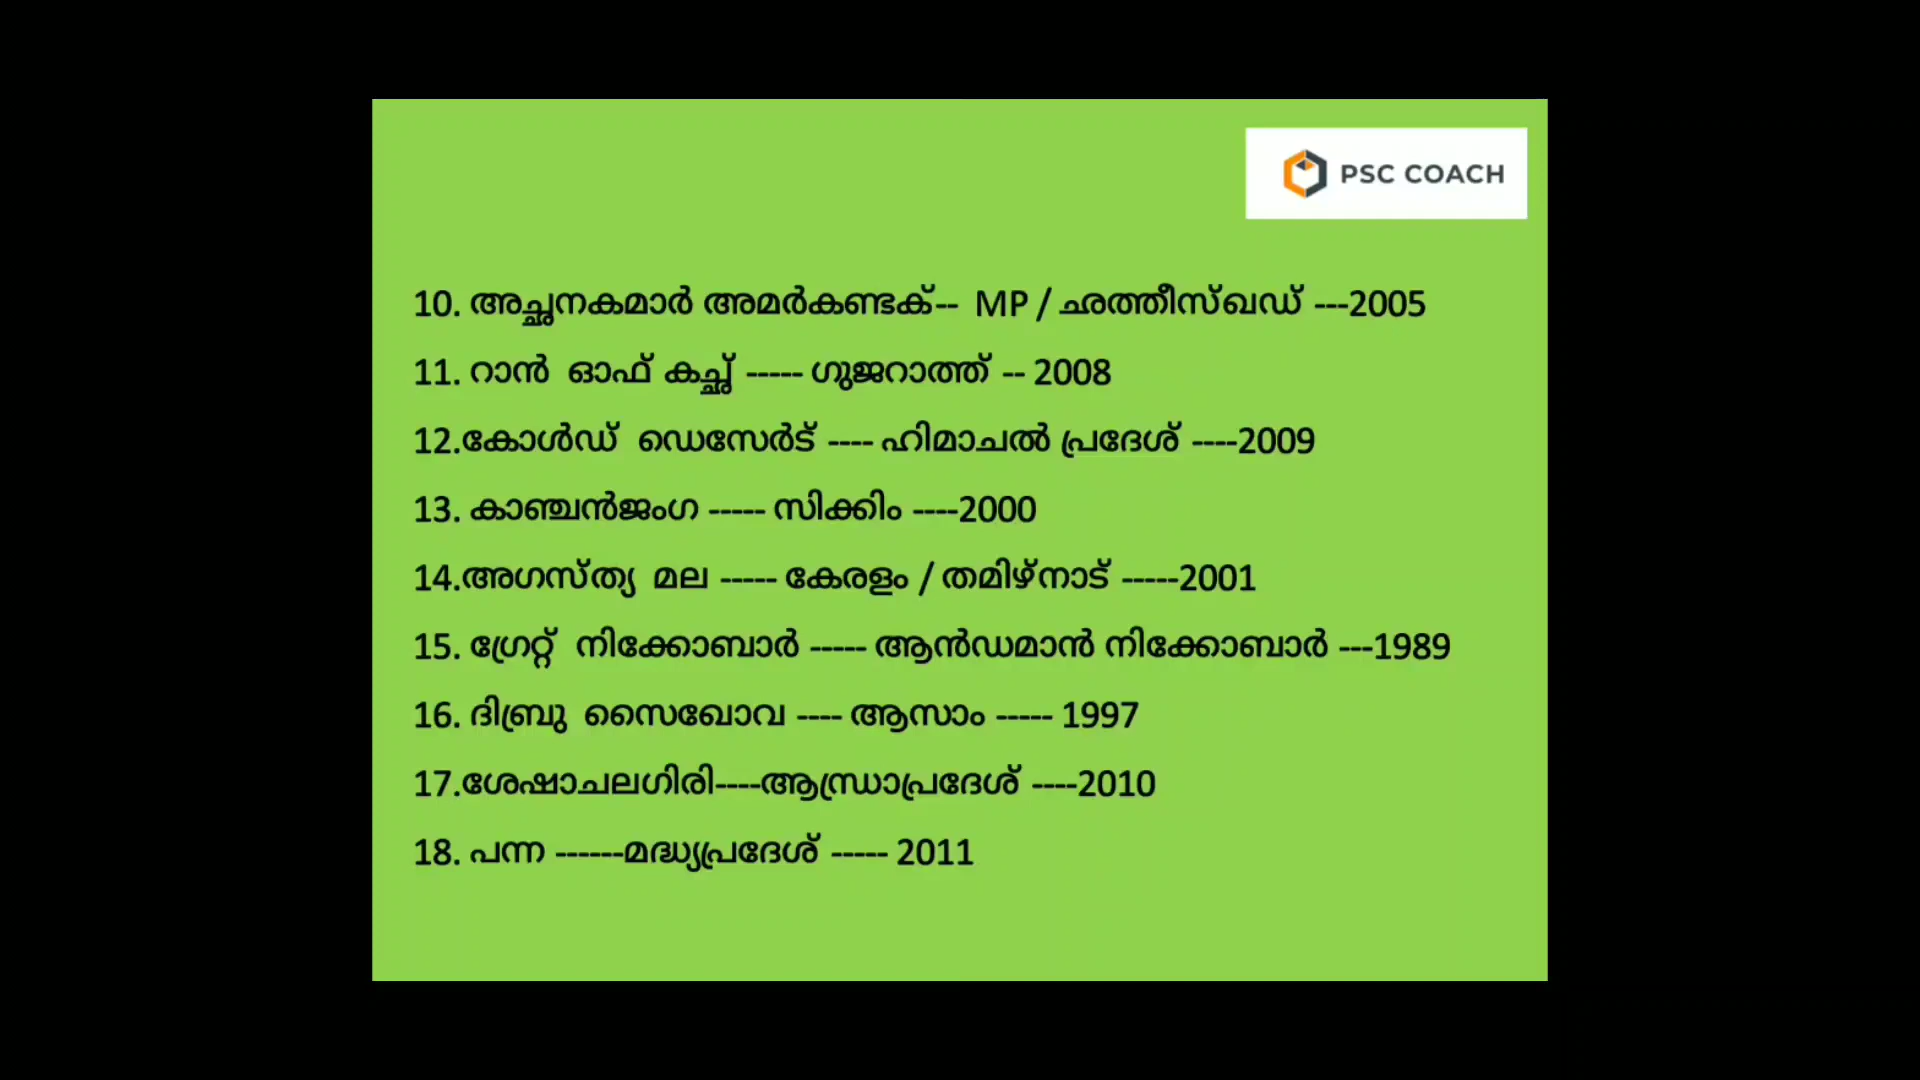 PSC COACH
10. അച്ഛനകമാർ അമർകണ്ടക്-- MP / ഛത്തീസ്ഖഡ് ---2005
11. റാൻ ഓഫ് കച്ഛ് ----- ഗുജറാത്ത് -- 2008
12.കോൾഡ് ഡെസേർട് ---- ഹിമാചൽ പ്രദേശ് ----2009
13. കാഞ്ചൻജംഗ ----- സിക്കിം ----2000
14.അഗസ്ത്യ മല ----- കേരളം / തമിഴ്നാട് -----2001
15. ഗ്രേറ്റ് നിക്കോബാർ ----- ആൻഡമാൻ നിക്കോബാർ ---1989
16. ദിബ്രു സൈഖോവ ---- ആസാം ----- 1997
17.ശേഷാചലഗിരി----ആന്ധ്രാപ്രദേശ് ----2010
18. പന്ന ------മദ്ധ്യപ്രദേശ് ----- 2011